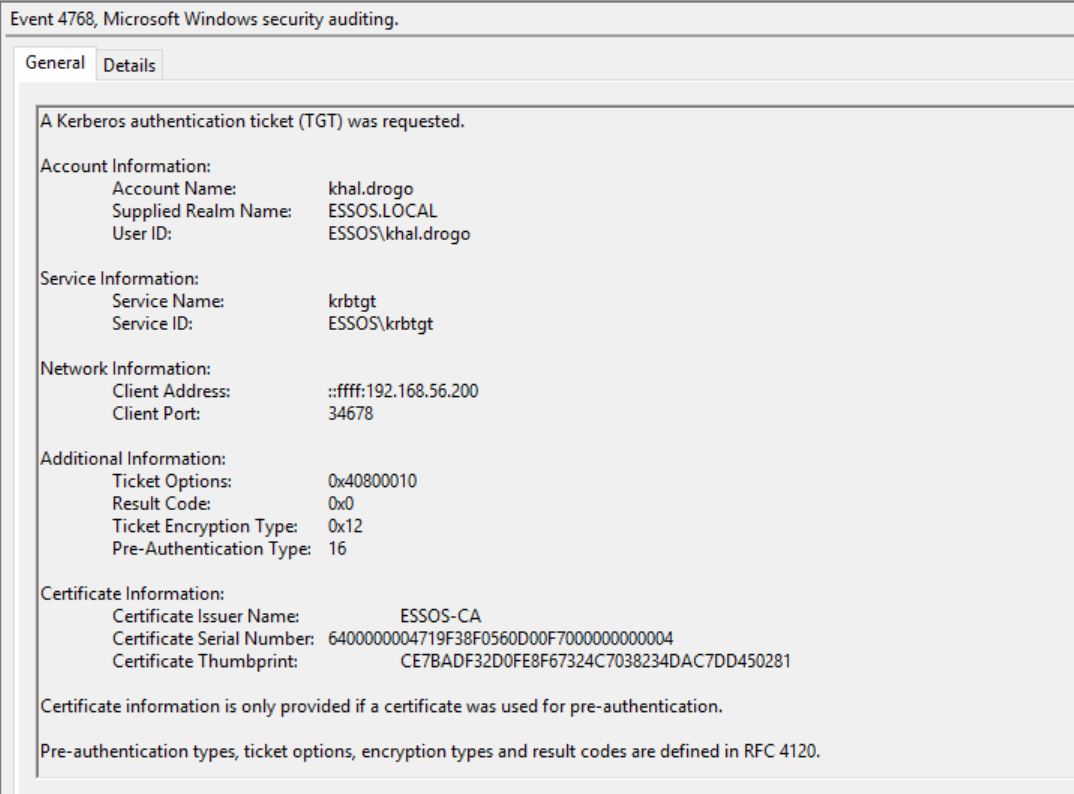 Event 4768, Microsoft Windows security auditing.
General Details
A Kerberos authentication ticket (TGT) was requested.
Account Information:
Account Name: khal.drogo
Supplied Realm Name: ESSOS.LOCAL
User ID: ESSOS\khal.drogo
Service Information:
Service Name: krbtgt
Service ID: ESSOS\krbtgt
Network Information:
Client Address: ::ffff:192.168.56.200
Client Port: 34678
Additional Information:
Ticket Options: 0x40800010
Result Code: 0x0
Ticket Encryption Type: 0x12
Pre-Authentication Type: 16
Certificate Information:
Certificate Issuer Name: ESSOS-CA
Certificate Serial Number: 6400000004719F38F0560D00F7000000000004
Certificate Thumbprint: CE7BADF32D0FE8F67324C7038234DAC7DD450281
Certificate information is only provided if a certificate was used for pre-authentication.
Pre-authentication types, ticket options, encryption types and result codes are defined in RFC 4120.